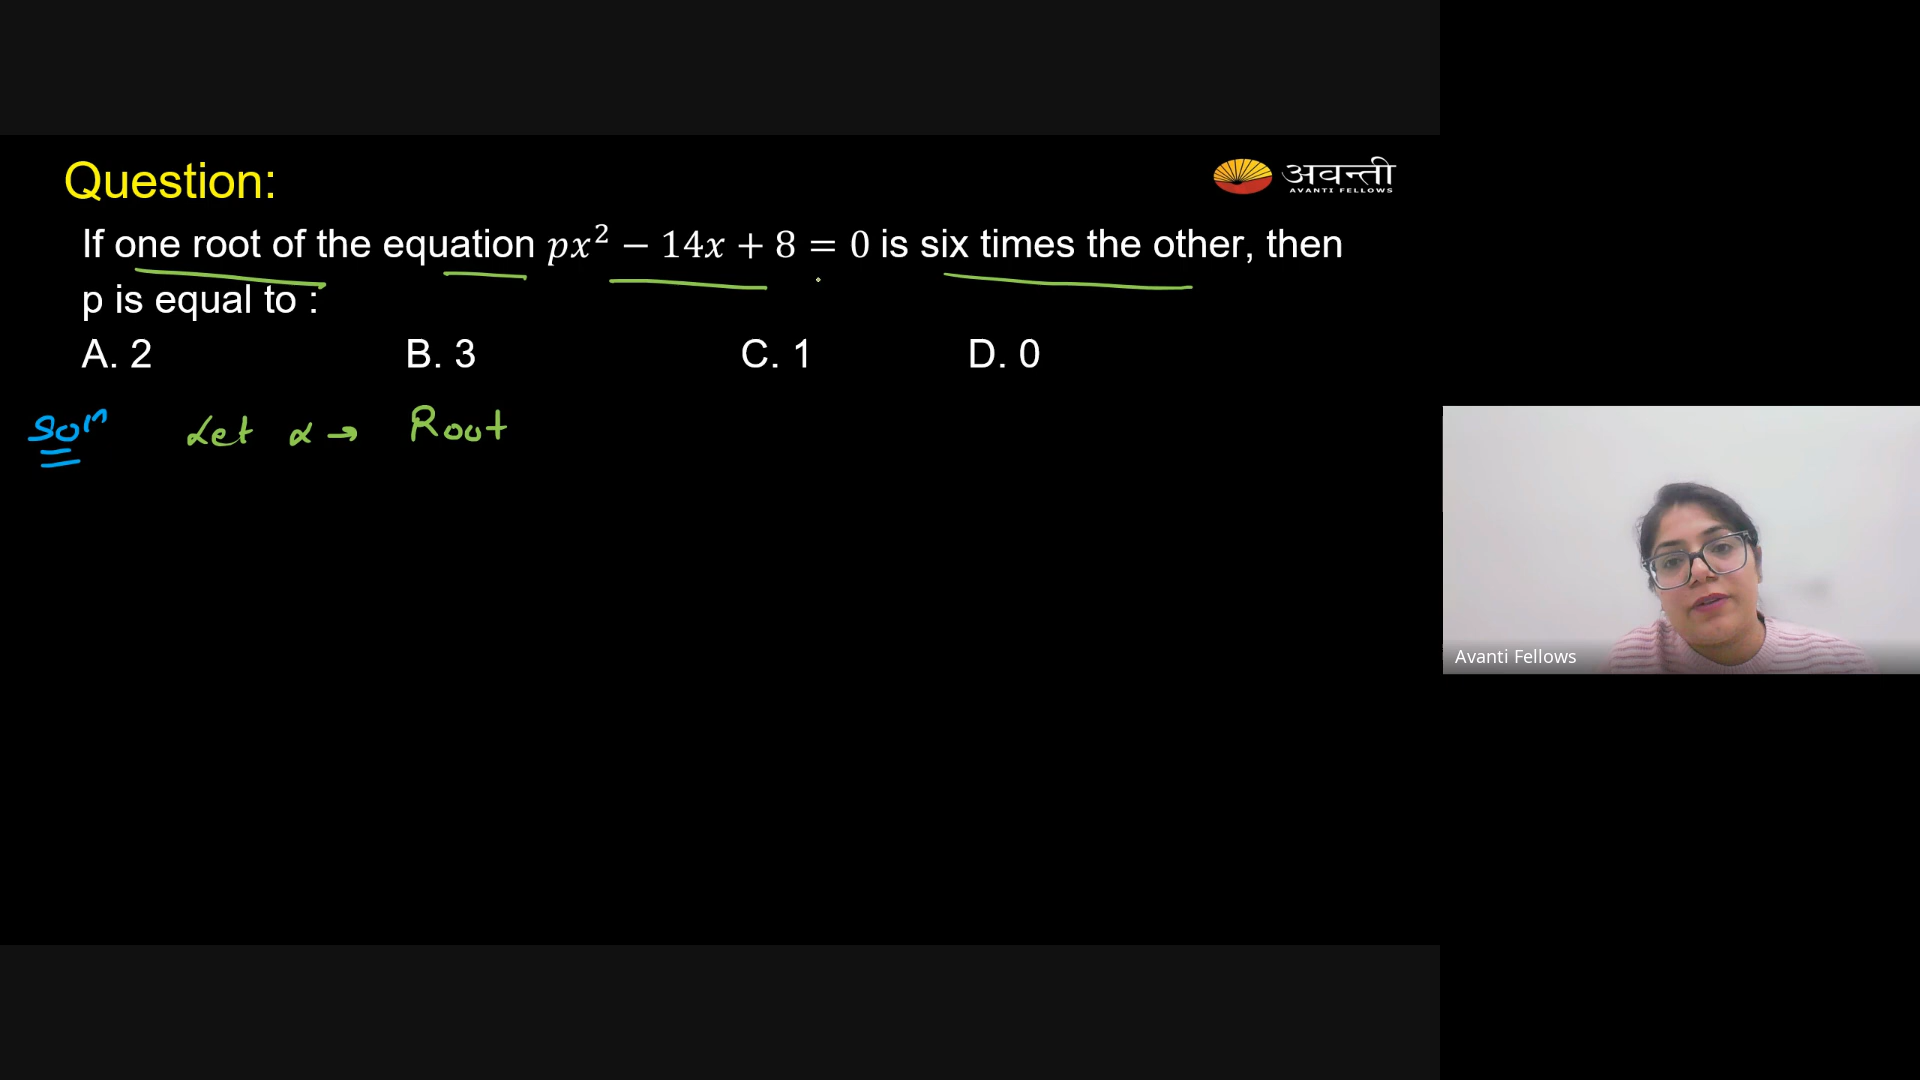 Question:
अवन्ती
AVANTI FELLOWS
If one root of the equation px² − 14x + 8 = 0 is six times the other, then
p is equal to :
A. 2 B. 3 C. 1 D. 0
Solⁿ Let α → Root
Avanti Fellows